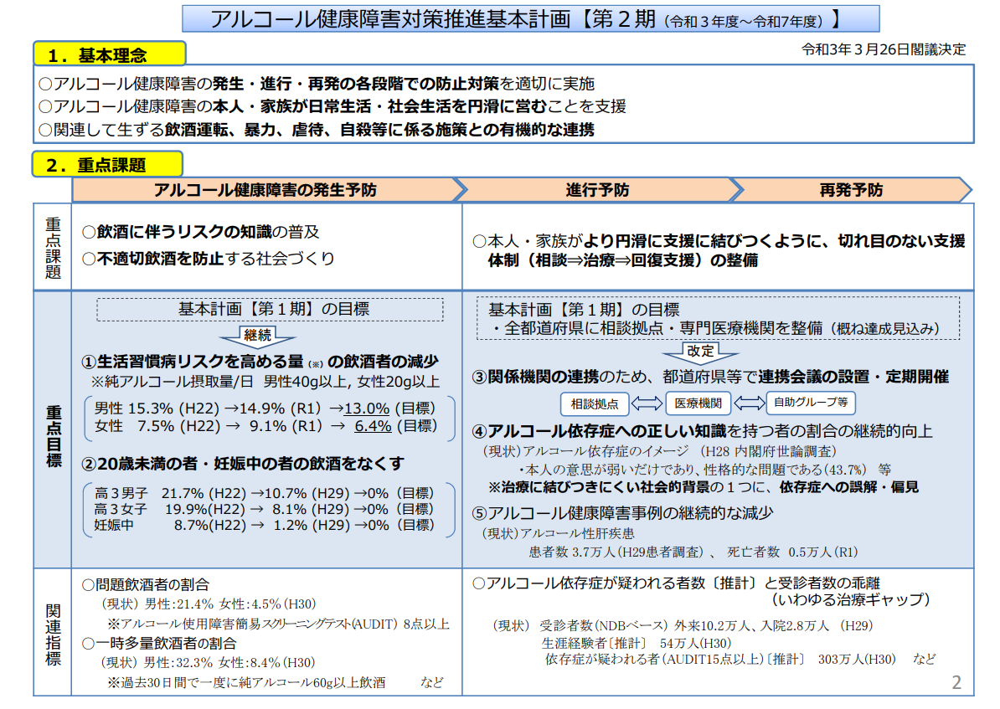 アルコール健康障害対策推進基本計画【第２期（令和３年度～令和7年度）】
令和3年３月26日閣議決定
１．基本理念
○アルコール健康障害の発生・進行・再発の各段階での防止対策を適切に実施
○アルコール健康障害の本人・家族が日常生活・社会生活を円滑に営むことを支援
○関連して生ずる飲酒運転、暴力、虐待、自殺等に係る施策との有機的な連携
２．重点課題
アルコール健康障害の発生予防
進行予防
再発予防
重点課題
○飲酒に伴うリスクの知識の普及
○不適切飲酒を防止する社会づくり
○本人・家族がより円滑に支援に結びつくように、切れ目のない支援
体制（相談⇒治療⇒回復支援）の整備
重点目標
基本計画【第１期】の目標
継続
①生活習慣病リスクを高める量（※）の飲酒者の減少
※純アルコール摂取量/日 男性40g以上, 女性20g以上
男性 15.3% (H22) →14.9% (R1) →13.0% (目標)
女性 7.5% (H22) → 9.1% (R1) → 6.4% (目標)
②20歳未満の者・妊娠中の者の飲酒をなくす
高３男子 21.7% (H22) →10.7% (H29) →0%（目標）
高３女子 19.9%(H22) → 8.1% (H29) →0%（目標）
妊娠中 8.7%(H22) → 1.2% (H29) →0%（目標）
基本計画【第１期】の目標
・全都道府県に相談拠点・専門医療機関を整備（概ね達成見込み）
改定
③関係機関の連携のため、都道府県等で連携会議の設置・定期開催
相談拠点
医療機関
自助グループ等
④アルコール依存症への正しい知識を持つ者の割合の継続的向上
（現状）アルコール依存症のイメージ （H28 内閣府世論調査）
・本人の意思が弱いだけであり、性格的な問題である(43.7%) 等
※治療に結びつきにくい社会的背景の１つに、依存症への誤解・偏見
⑤アルコール健康障害事例の継続的な減少
（現状）アルコール性肝疾患
患者数 3.7万人（H29患者調査） 、 死亡者数 0.5万人（R1）
関連指標
○問題飲酒者の割合
（現状） 男性：21.4% 女性：4.5%（H30）
※アルコール使用障害簡易スクリーニングテスト(AUDIT) 8点以上
○一時多量飲酒者の割合
（現状） 男性：32.3% 女性：8.4%（H30）
※過去30日間で一度に純アルコール60g以上飲酒 など
○アルコール依存症が疑われる者数〔推計〕と受診者数の乖離
（いわゆる治療ギャップ）
（現状） 受診者数（NDBベース） 外来10.2万人、入院2.8万人 （H29）
生涯経験者〔推計〕 54万人（H30）
依存症が疑われる者（AUDIT15点以上）〔推計〕 303万人（H30） など
2